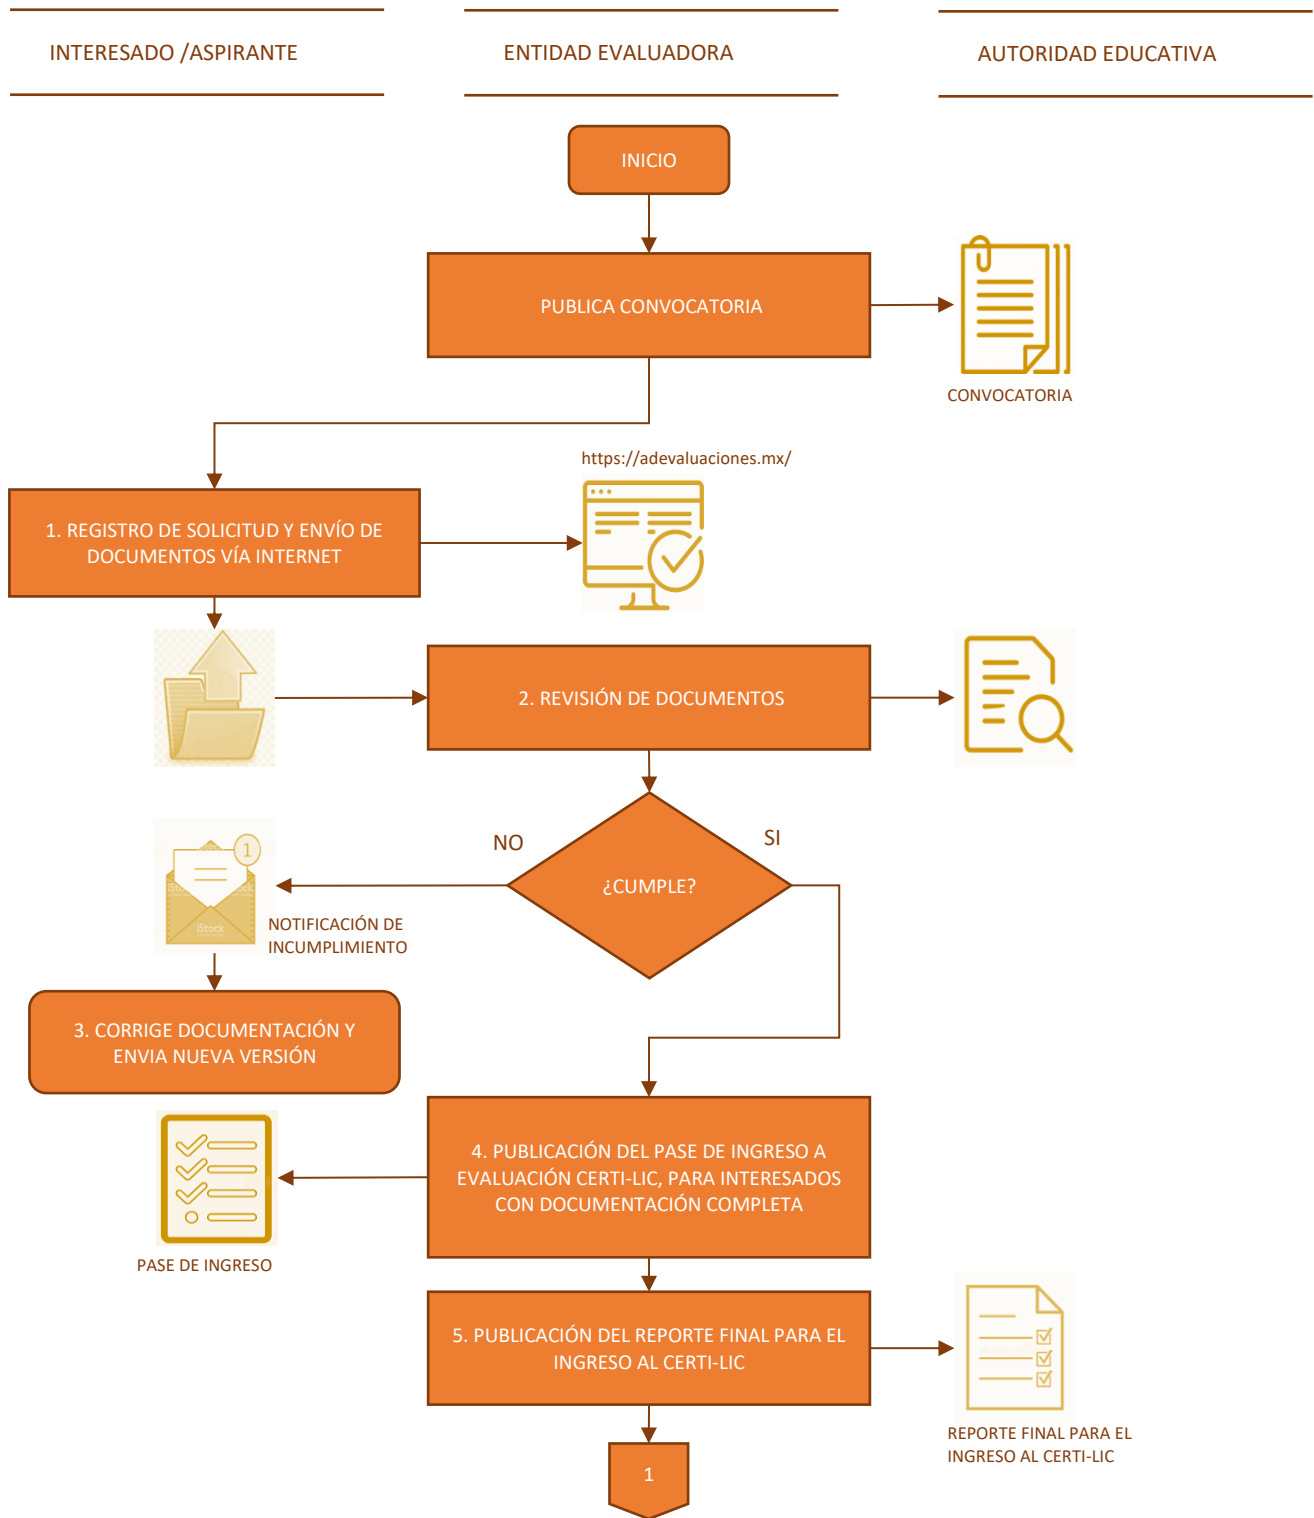 INTERESADO /ASPIRANTE
ENTIDAD EVALUADORA
AUTORIDAD EDUCATIVA
INICIO
PUBLICA CONVOCATORIA
CONVOCATORIA
https://adevaluaciones.mx/
1. REGISTRO DE SOLICITUD Y ENVÍO DE
DOCUMENTOS VÍA INTERNET
2. REVISIÓN DE DOCUMENTOS
NO
SI
¿CUMPLE?
1
iStock
NOTIFICACIÓN DE
INCUMPLIMIENTO
3. CORRIGE DOCUMENTACIÓN Y
ENVIA NUEVA VERSIÓN
4. PUBLICACIÓN DEL PASE DE INGRESO A
EVALUACIÓN CERTI-LIC, PARA INTERESADOS
CON DOCUMENTACIÓN COMPLETA
PASE DE INGRESO
5. PUBLICACIÓN DEL REPORTE FINAL PARA EL
INGRESO AL CERTI-LIC
REPORTE FINAL PARA EL
INGRESO AL CERTI-LIC
1